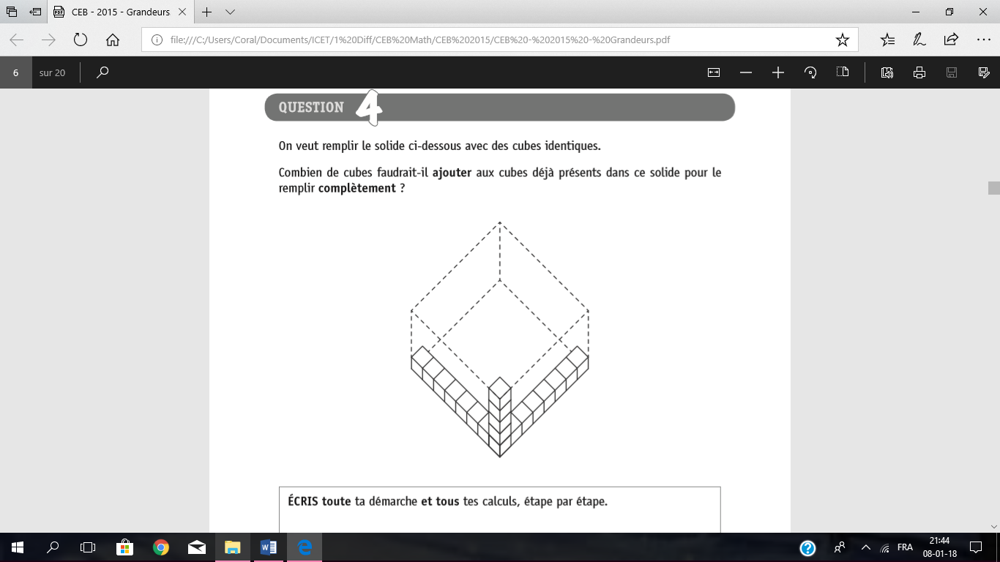 CEB - 2015 - Grandeurs
file:///C:/Users/Coral/Documents/ICET/1%20Diff/CEB%20Math/CEB%202015/CEB%20-%202015%20-%20Grandeurs.pdf
6 sur 20
QUESTION 4
On veut remplir le solide ci-dessous avec des cubes identiques.
Combien de cubes faudrait-il ajouter aux cubes déjà présents dans ce solide pour le
remplir complètement ?
ÉCRIS toute ta démarche et tous tes calculs, étape par étape.
FRA
21:44
08-01-18